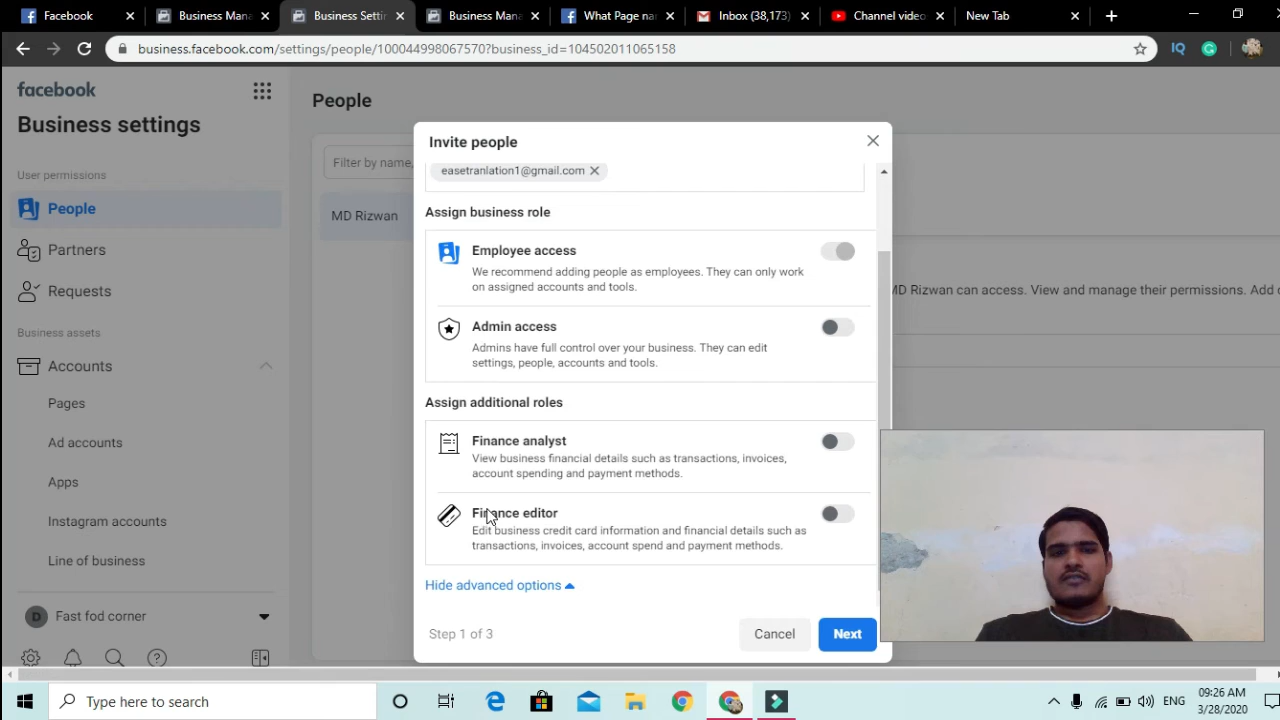 Facebook
Business Mana
Business Settin
Business Mana
What Page nam
Inbox (38,173)
Channel video
New Tab
business.facebook.com/settings/people/100044998067570?business_id=104502011065158
IQ
facebook
Business settings
User permissions
People
Partners
Requests
Business assets
Accounts
Pages
Ad accounts
Apps
Instagram accounts
Line of business
D
Fast fod corner
People
Filter by name,
MD Rizwan
MD Rizwan can access. View and manage their permissions. Add o
Invite people
easetranlation1@gmail.com
Assign business role
Employee access
We recommend adding people as employees. They can only work
on assigned accounts and tools.
Admin access
Admins have full control over your business. They can edit
settings, people, accounts and tools.
Assign additional roles
Finance analyst
View business financial details such as transactions, invoices,
account spending and payment methods.
Finance editor
Edit business credit card information and financial details such as
transactions, invoices, account spend and payment methods.
Hide advanced options
Step 1 of 3
Cancel
Next
Type here to search
ENG
09:26 AM
3/28/2020